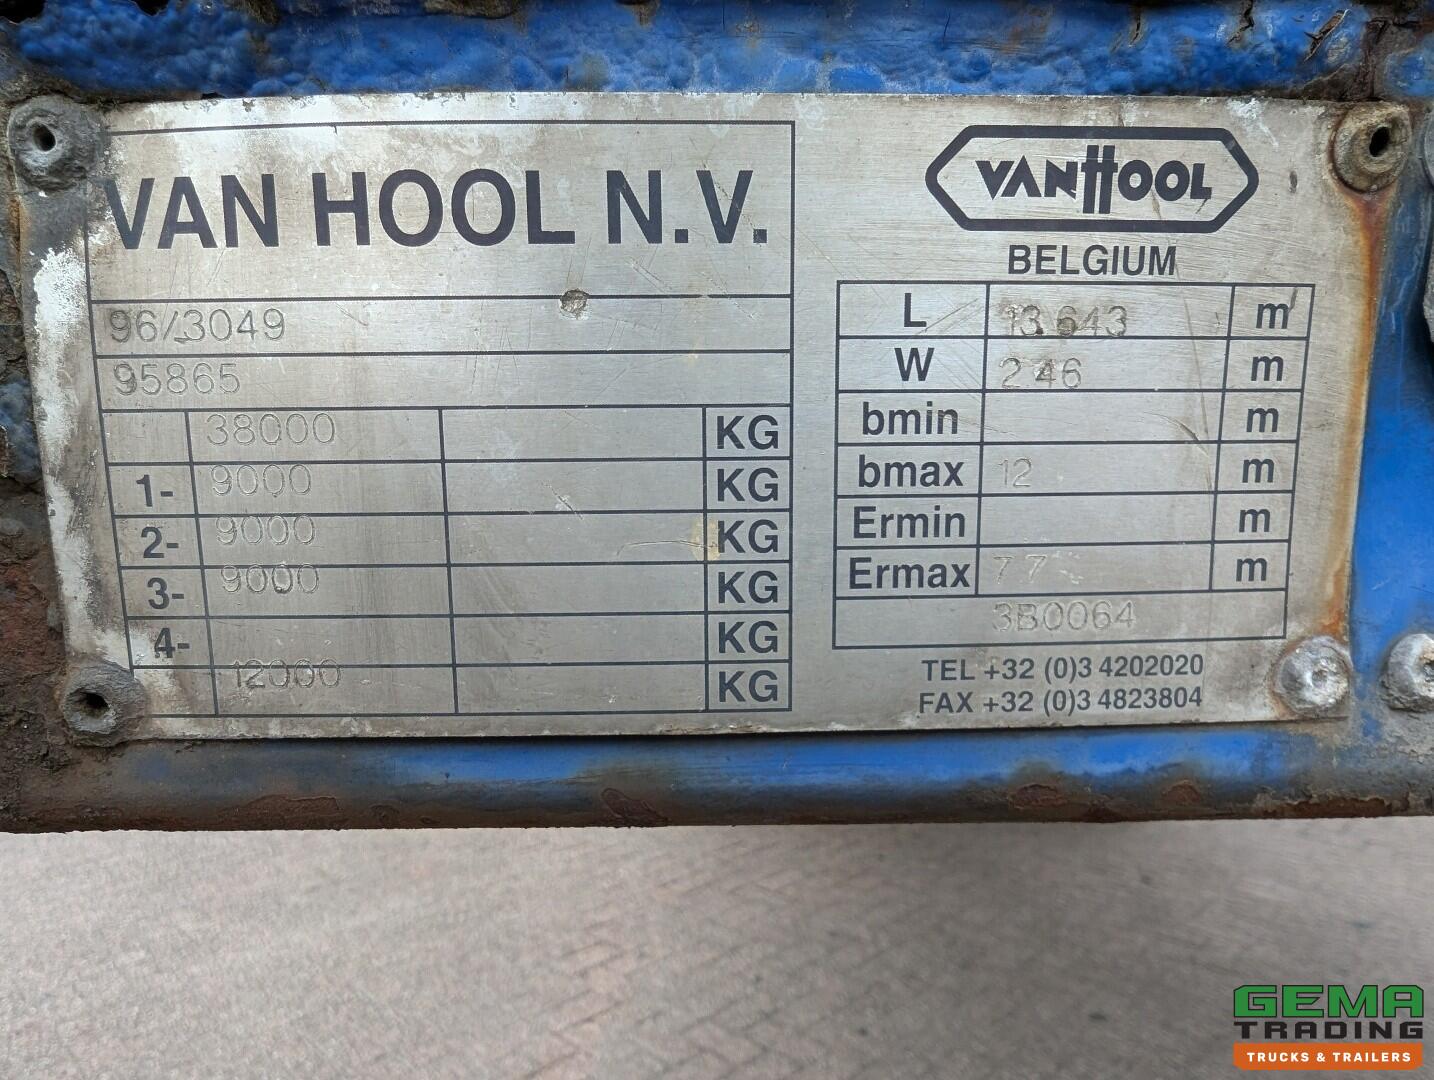 VAN HOOL N.V.
96/3049
95865
38000 KG
1- 9000 KG
2- 9000 KG
3- 9000 KG
4- KG
12000 KG
VANHOOL
BELGIUM
L 13.643 m
W 2 46 m
bmin m
bmax 12 m
Ermin m
Ermax 7 7 m
3B0064
TEL +32 (0)3 4202020
FAX +32 (0)3 4823804
GEMA
TRADING
TRUCKS & TRAILERS